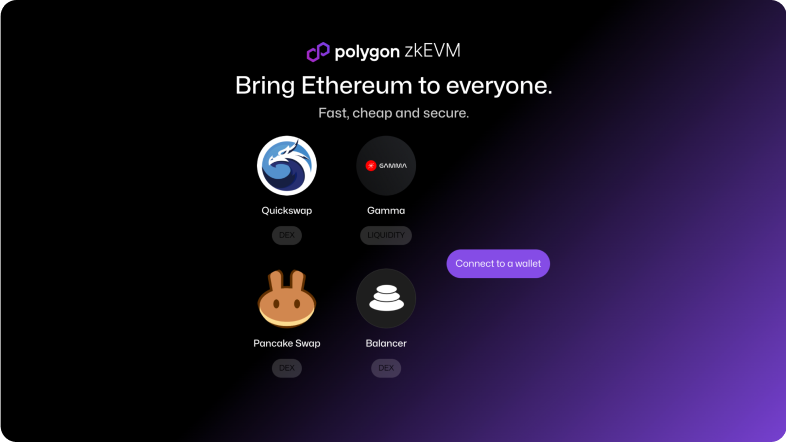 polygon zkEVM
Bring Ethereum to everyone.
Fast, cheap and secure.
GAMMA
Quickswap
Gamma
DEX
LIQUIDITY
Connect to a wallet
Pancake Swap
Balancer
DEX
DEX